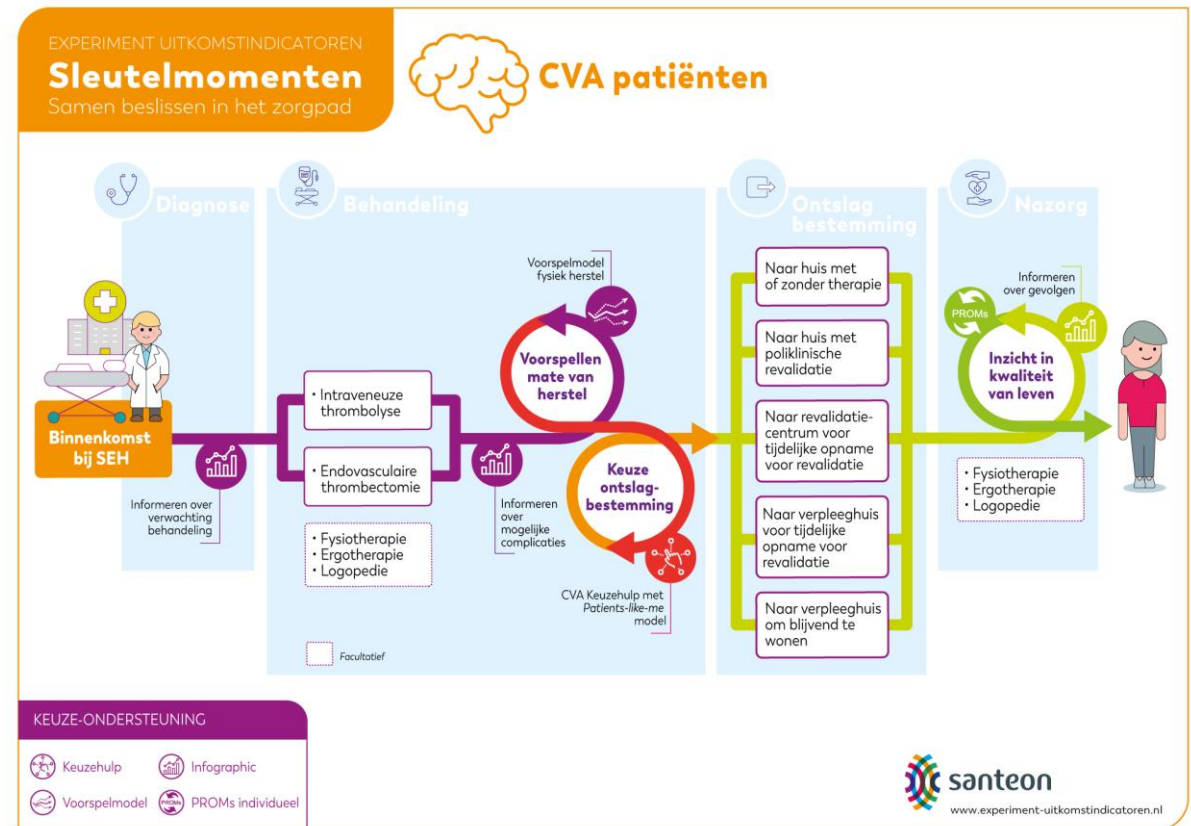 EXPERIMENT UITKOMSTINDICATOREN
Sleutelmomenten
Samen beslissen in het zorgpad
CVA patiënten
Diagnose
Behandeling
Ontslag
bestemming
Nazorg
Binnenkomst
bij SEH
Informeren over
verwachting
behandeling
• Intraveneuze
thrombolyse
• Endovasculaire
thrombectomie
• Fysiotherapie
• Ergotherapie
• Logopedie
Facultatief
Informeren
over
mogelijke
complicaties
Voorspelmodel
fysiek herstel
Voorspellen
mate van
herstel
Keuze
ontslag-
bestemming
CVA Keuzehulp met
Patients-like-me
model
Naar huis met
of zonder therapie
Naar huis met
poliklinische
revalidatie
Naar revalidatie-
centrum voor
tijdelijke opname
voor revalidatie
Naar verpleeghuis
voor tijdelijke
opname voor
revalidatie
Naar verpleeghuis
om blijvend te
wonen
PROMs
Informeren
over gevolgen
Inzicht in
kwaliteit
van leven
• Fysiotherapie
• Ergotherapie
• Logopedie
KEUZE-ONDERSTEUNING
Keuzehulp
Infographic
Voorspelmodel
PROMs
PROMs individueel
santeon
www.experiment-uitkomstindicatoren.nl